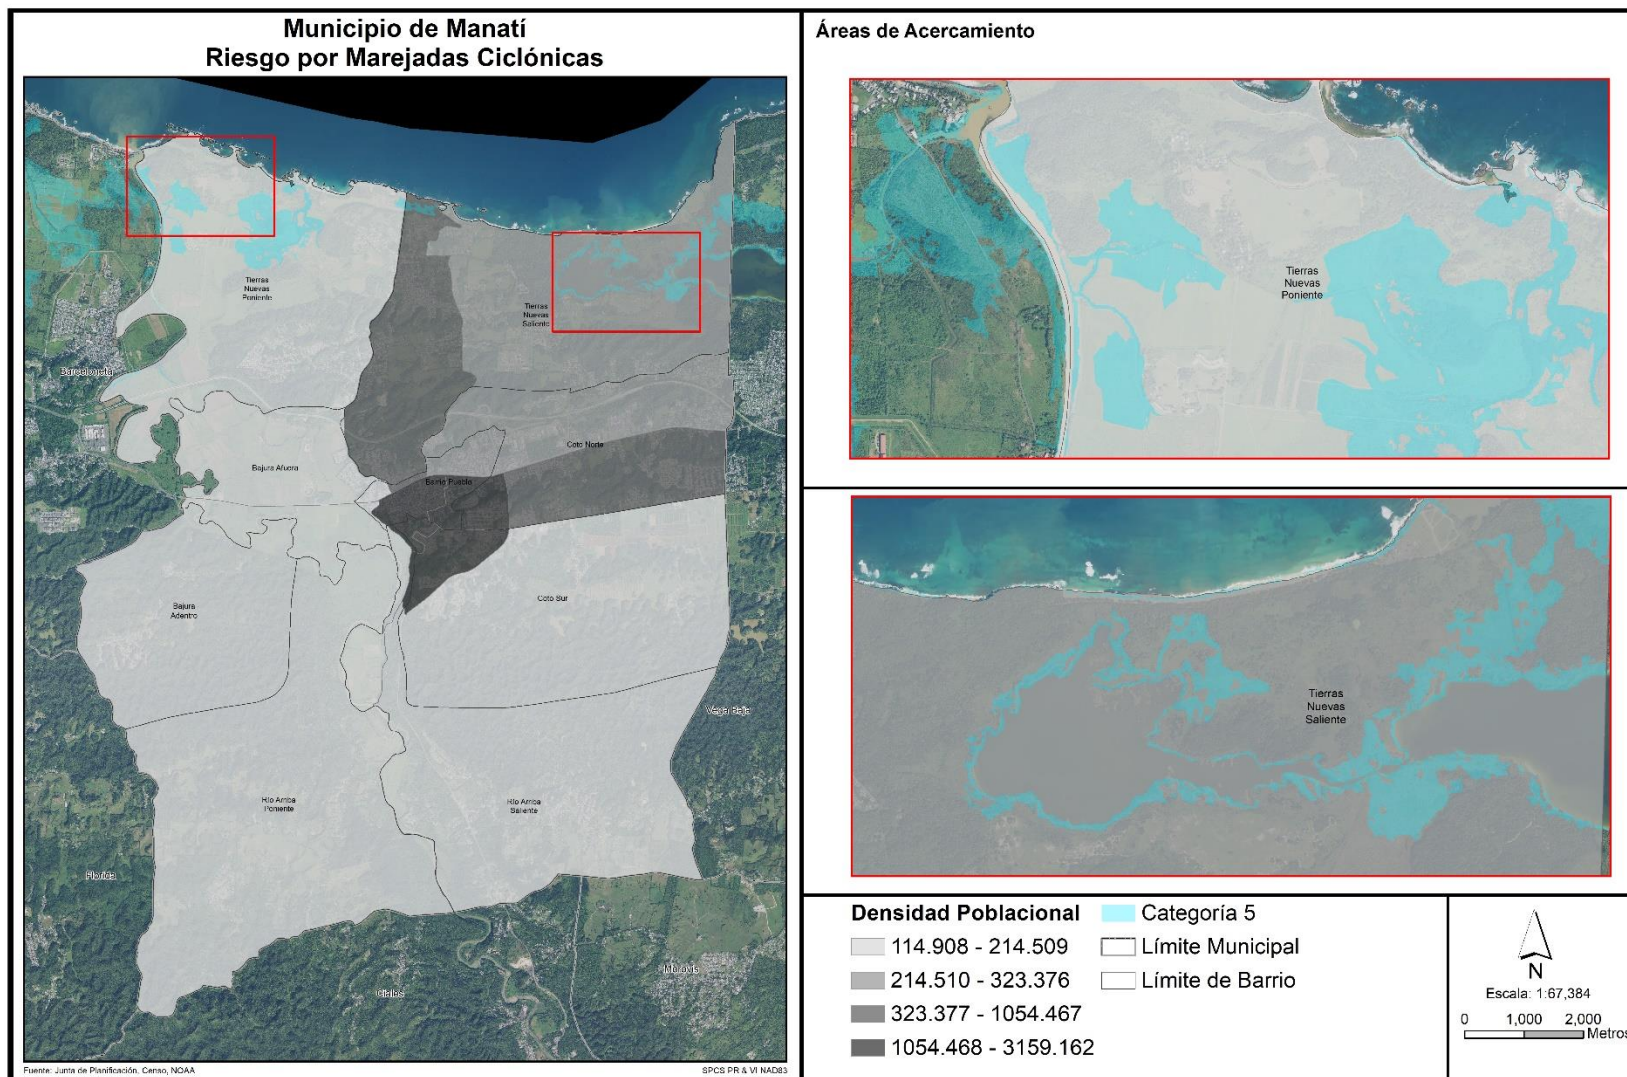 Municipio de Manatí
Riesgo por Marejadas Ciclónicas
Tierras
Nuevas
Poniente
Tierras
Nuevas
Saliente
Barceloneta
Coto Norte
Bajura Afuera
Barrio Pueblo
Bajura
Adentro
Coto Sur
Vega Baja
Río Arriba
Poniente
Río Arriba
Saliente
Florida
Morovis
Ciales
Fuente: Junta de Planificación, Censo, NOAA
SPCS PR & VI NAD83
Áreas de Acercamiento
Tierras
Nuevas
Poniente
Tierras
Nuevas
Saliente
Densidad Poblacional
114.908 - 214.509
214.510 - 323.376
323.377 - 1054.467
1054.468 - 3159.162
Categoría 5
Límite Municipal
Límite de Barrio
N
Escala: 1:67,384
0 1,000 2,000
Metros